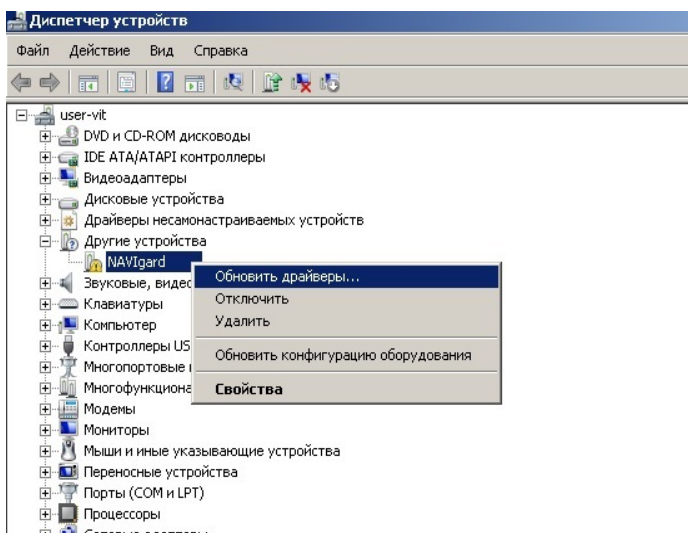 Диспетчер устройств
Файл Действие Вид Справка
user-vit
DVD и CD-ROM дисководы
IDE ATA/ATAPI контроллеры
Видеоадаптеры
Дисковые устройства
Драйверы несамонастраиваемых устройств
Другие устройства
NAVIgard
Обновить драйверы...
Отключить
Удалить
Обновить конфигурацию оборудования
Свойства
Звуковые, видео
Клавиатуры
Компьютер
Контроллеры US
Многопортовые
Многофункциона
Модемы
Мониторы
Мыши и иные указывающие устройства
Переносные устройства
Порты (COM и LPT)
Процессоры